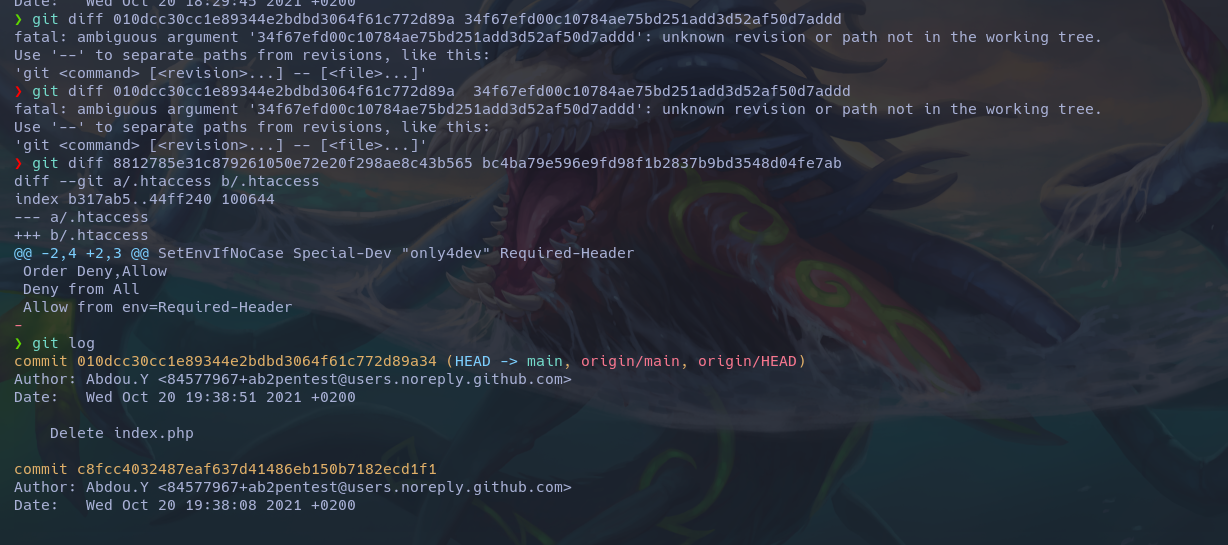 Date:   Wed Oct 20 18:29:45 2021 +0200
❯ git diff 010dcc30cc1e89344e2bdbd3064f61c772d89a 34f67efd00c10784ae75bd251add3d52af50d7addd
fatal: ambiguous argument '34f67efd00c10784ae75bd251add3d52af50d7addd': unknown revision or path not in the working tree.
Use '--' to separate paths from revisions, like this:
'git <command> [<revision>...] -- [<file>...]'
❯ git diff 010dcc30cc1e89344e2bdbd3064f61c772d89a  34f67efd00c10784ae75bd251add3d52af50d7addd
fatal: ambiguous argument '34f67efd00c10784ae75bd251add3d52af50d7addd': unknown revision or path not in the working tree.
Use '--' to separate paths from revisions, like this:
'git <command> [<revision>...] -- [<file>...]'
❯ git diff 8812785e31c879261050e72e20f298ae8c43b565 bc4ba79e596e9fd98f1b2837b9bd3548d04fe7ab
diff --git a/.htaccess b/.htaccess
index b317ab5..44ff240 100644
--- a/.htaccess
+++ b/.htaccess
@@ -2,4 +2,3 @@ SetEnvIfNoCase Special-Dev "only4dev" Required-Header
 Order Deny,Allow
 Deny from All
 Allow from env=Required-Header
-
❯ git log
commit 010dcc30cc1e89344e2bdbd3064f61c772d89a34 (HEAD -> main, origin/main, origin/HEAD)
Author: Abdou.Y <84577967+ab2pentest@users.noreply.github.com>
Date:   Wed Oct 20 19:38:51 2021 +0200
    Delete index.php
commit c8fcc4032487eaf637d41486eb150b7182ecd1f1
Author: Abdou.Y <84577967+ab2pentest@users.noreply.github.com>
Date:   Wed Oct 20 19:38:08 2021 +0200